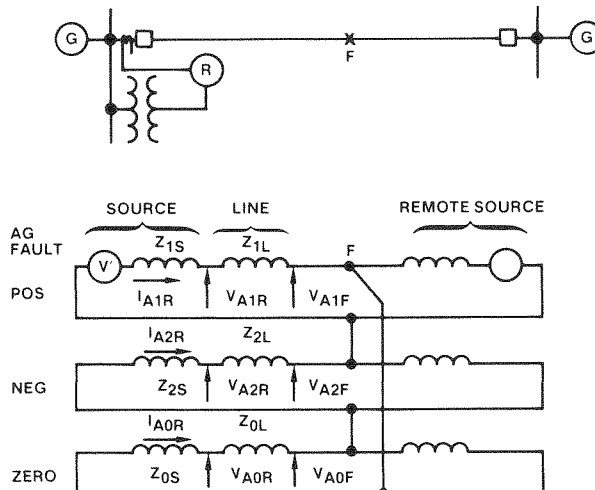 G
G
R
F
SOURCE LINE REMOTE SOURCE
AG FAULT
Z1S Z1L F
V'
POS
IA1R VA1R VA1F
IA2R Z2L
NEG
Z2S VA2R VA2F
IA0R Z0L
ZERO
Z0S VA0R VA0F